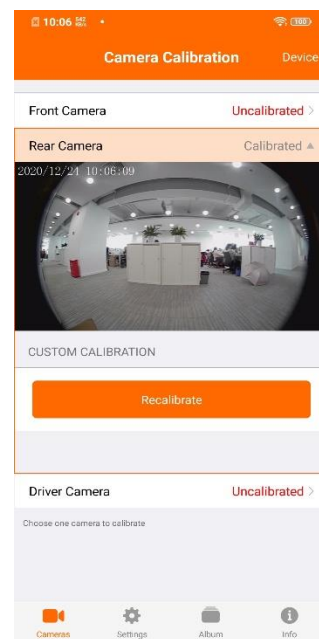 10:06
100
Camera Calibration
Device
Front Camera Uncalibrated
Rear Camera Calibrated
2020/12/24 10:06:09
CUSTOM CALIBRATION
Recalibrate
Driver Camera Uncalibrated
Choose one camera to calibrate
Cameras Settings Album Info